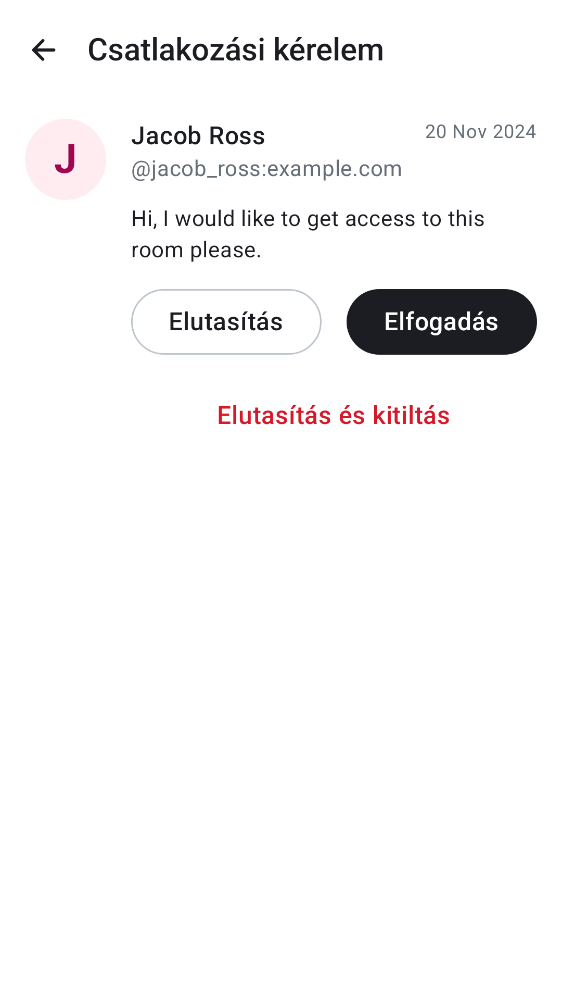 Csatlakozási kérelem
J
Jacob Ross
20 Nov 2024
@jacob_ross:example.com
Hi, I would like to get access to this
room please.
Elutasítás
Elfogadás
Elutasítás és kitiltás